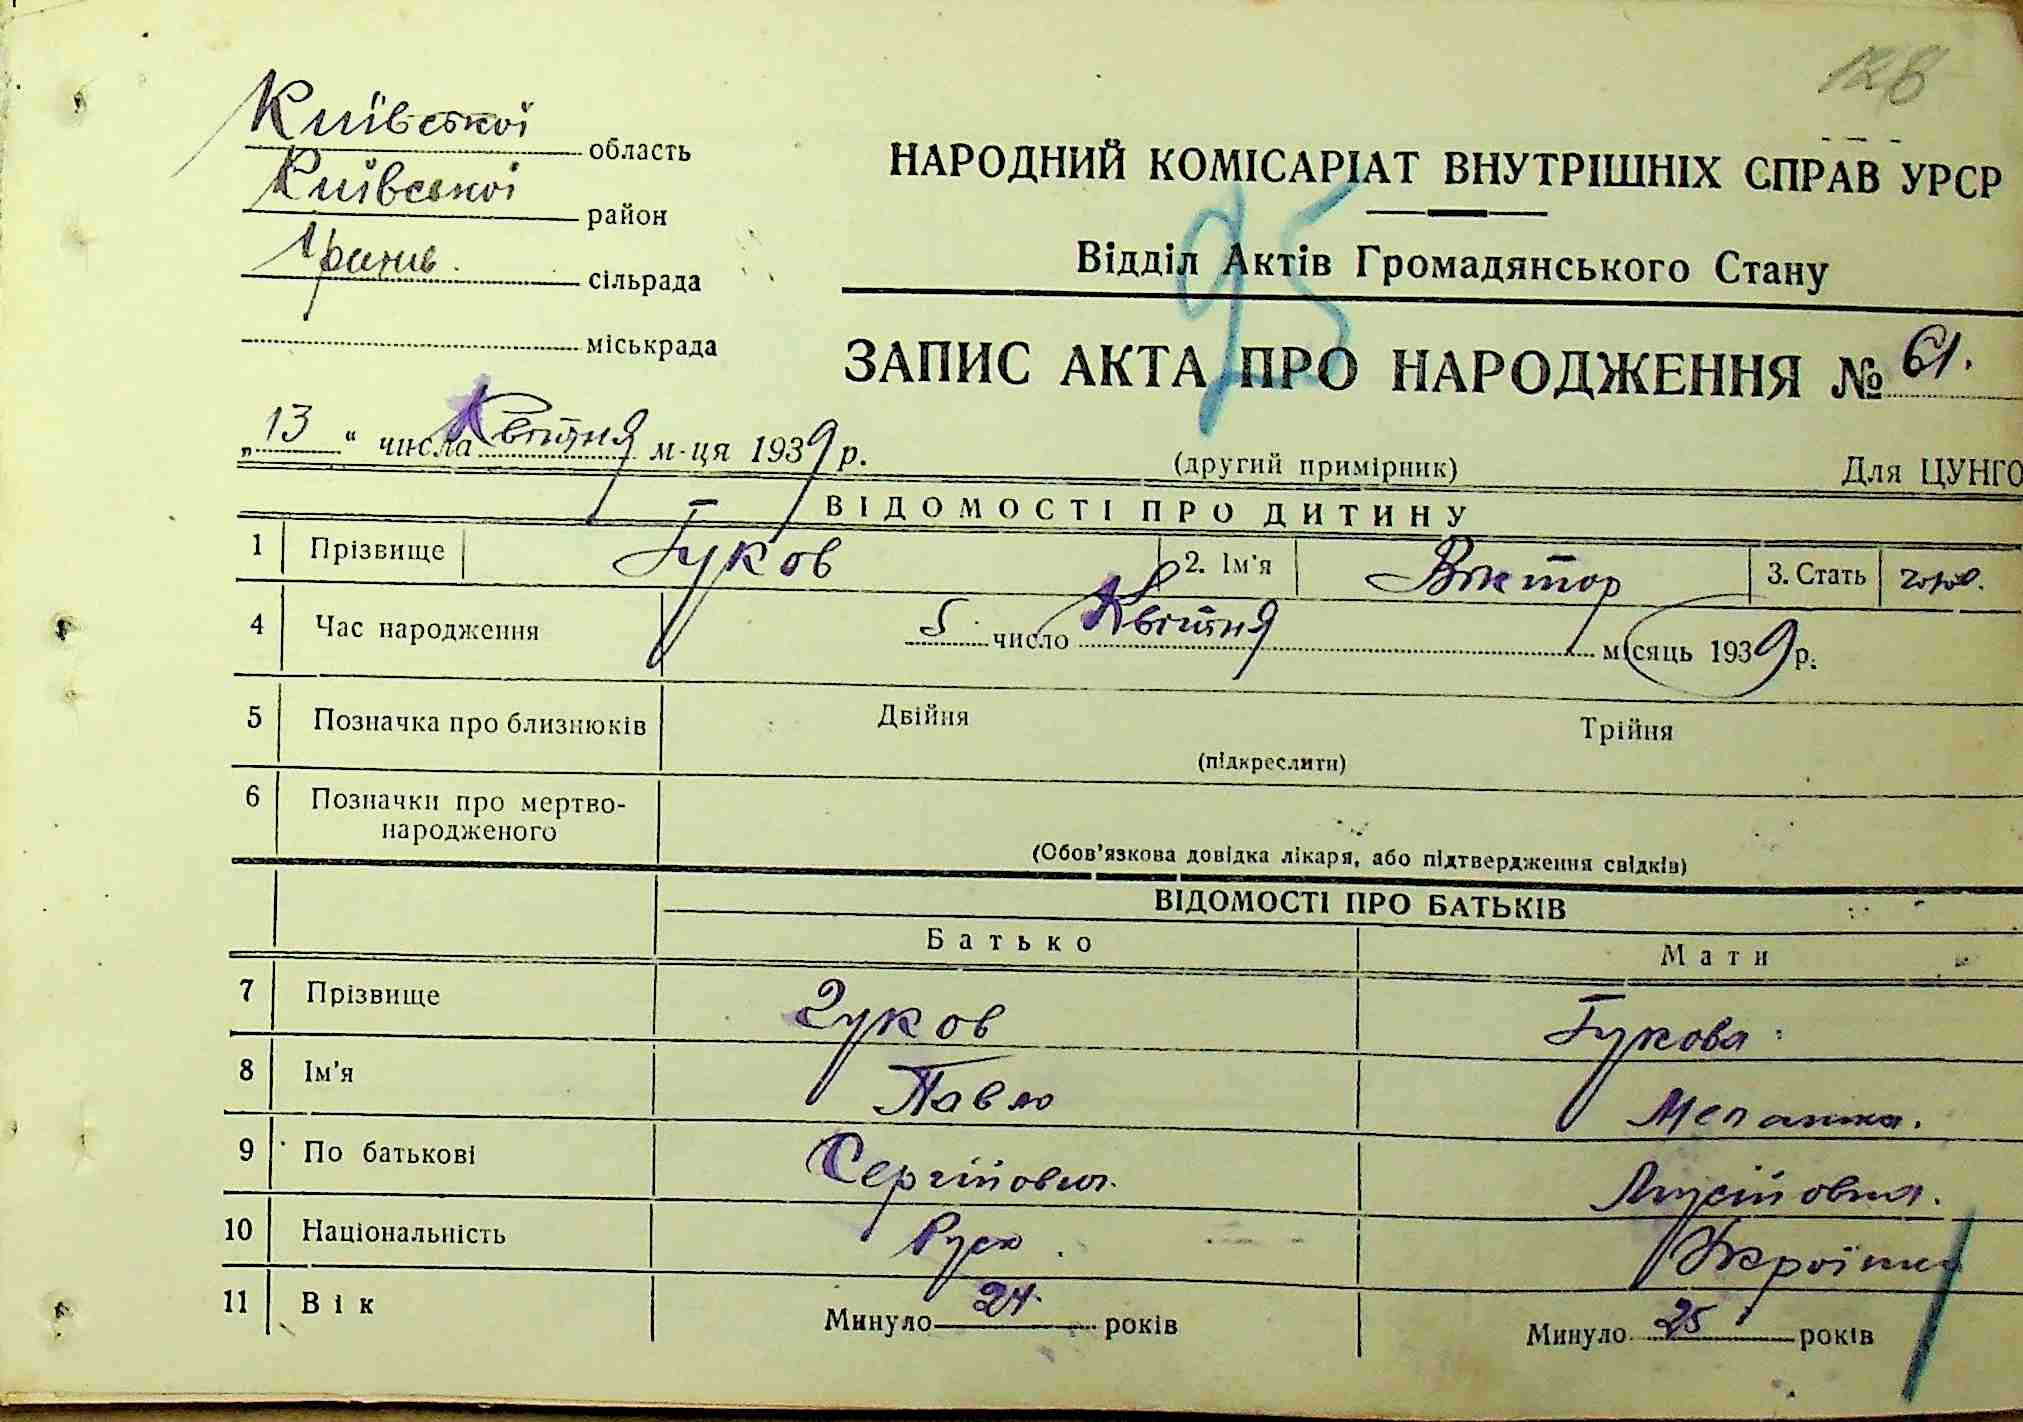 128
Київської область
Київської район
сільрада
міськрада
НАРОДНИЙ КОМІСАРІАТ ВНУТРІШНІХ СПРАВ УРСР
95
Відділ Актів Громадянського Стану
ЗАПИС АКТА ПРО НАРОДЖЕННЯ № 61.
„13“ числа Квітня м-ця 1939 р.
(другий примірник) Для ЦУНГО
ВІДОМОСТІ ПРО ДИТИНУ
1 Прізвище Гуков 2. Ім'я Віктор 3. Стать чолов.
4 Час народження 5 число Квітня місяць 1939 р.
5 Позначка про близнюків Двійня Трійня
(підкреслити)
6 Позначки про мертво-
народженого
(Обов'язкова довідка лікаря, або підтвердження свідків)
ВІДОМОСТІ ПРО БАТЬКІВ
Батько Мати
7 Прізвище Гуков Гукова
8 Ім'я Павло Меланка.
9 По батькові Сергійович.
10 Національність Руск. Українка
11 Вік Минуло 24 років Минуло 25 років